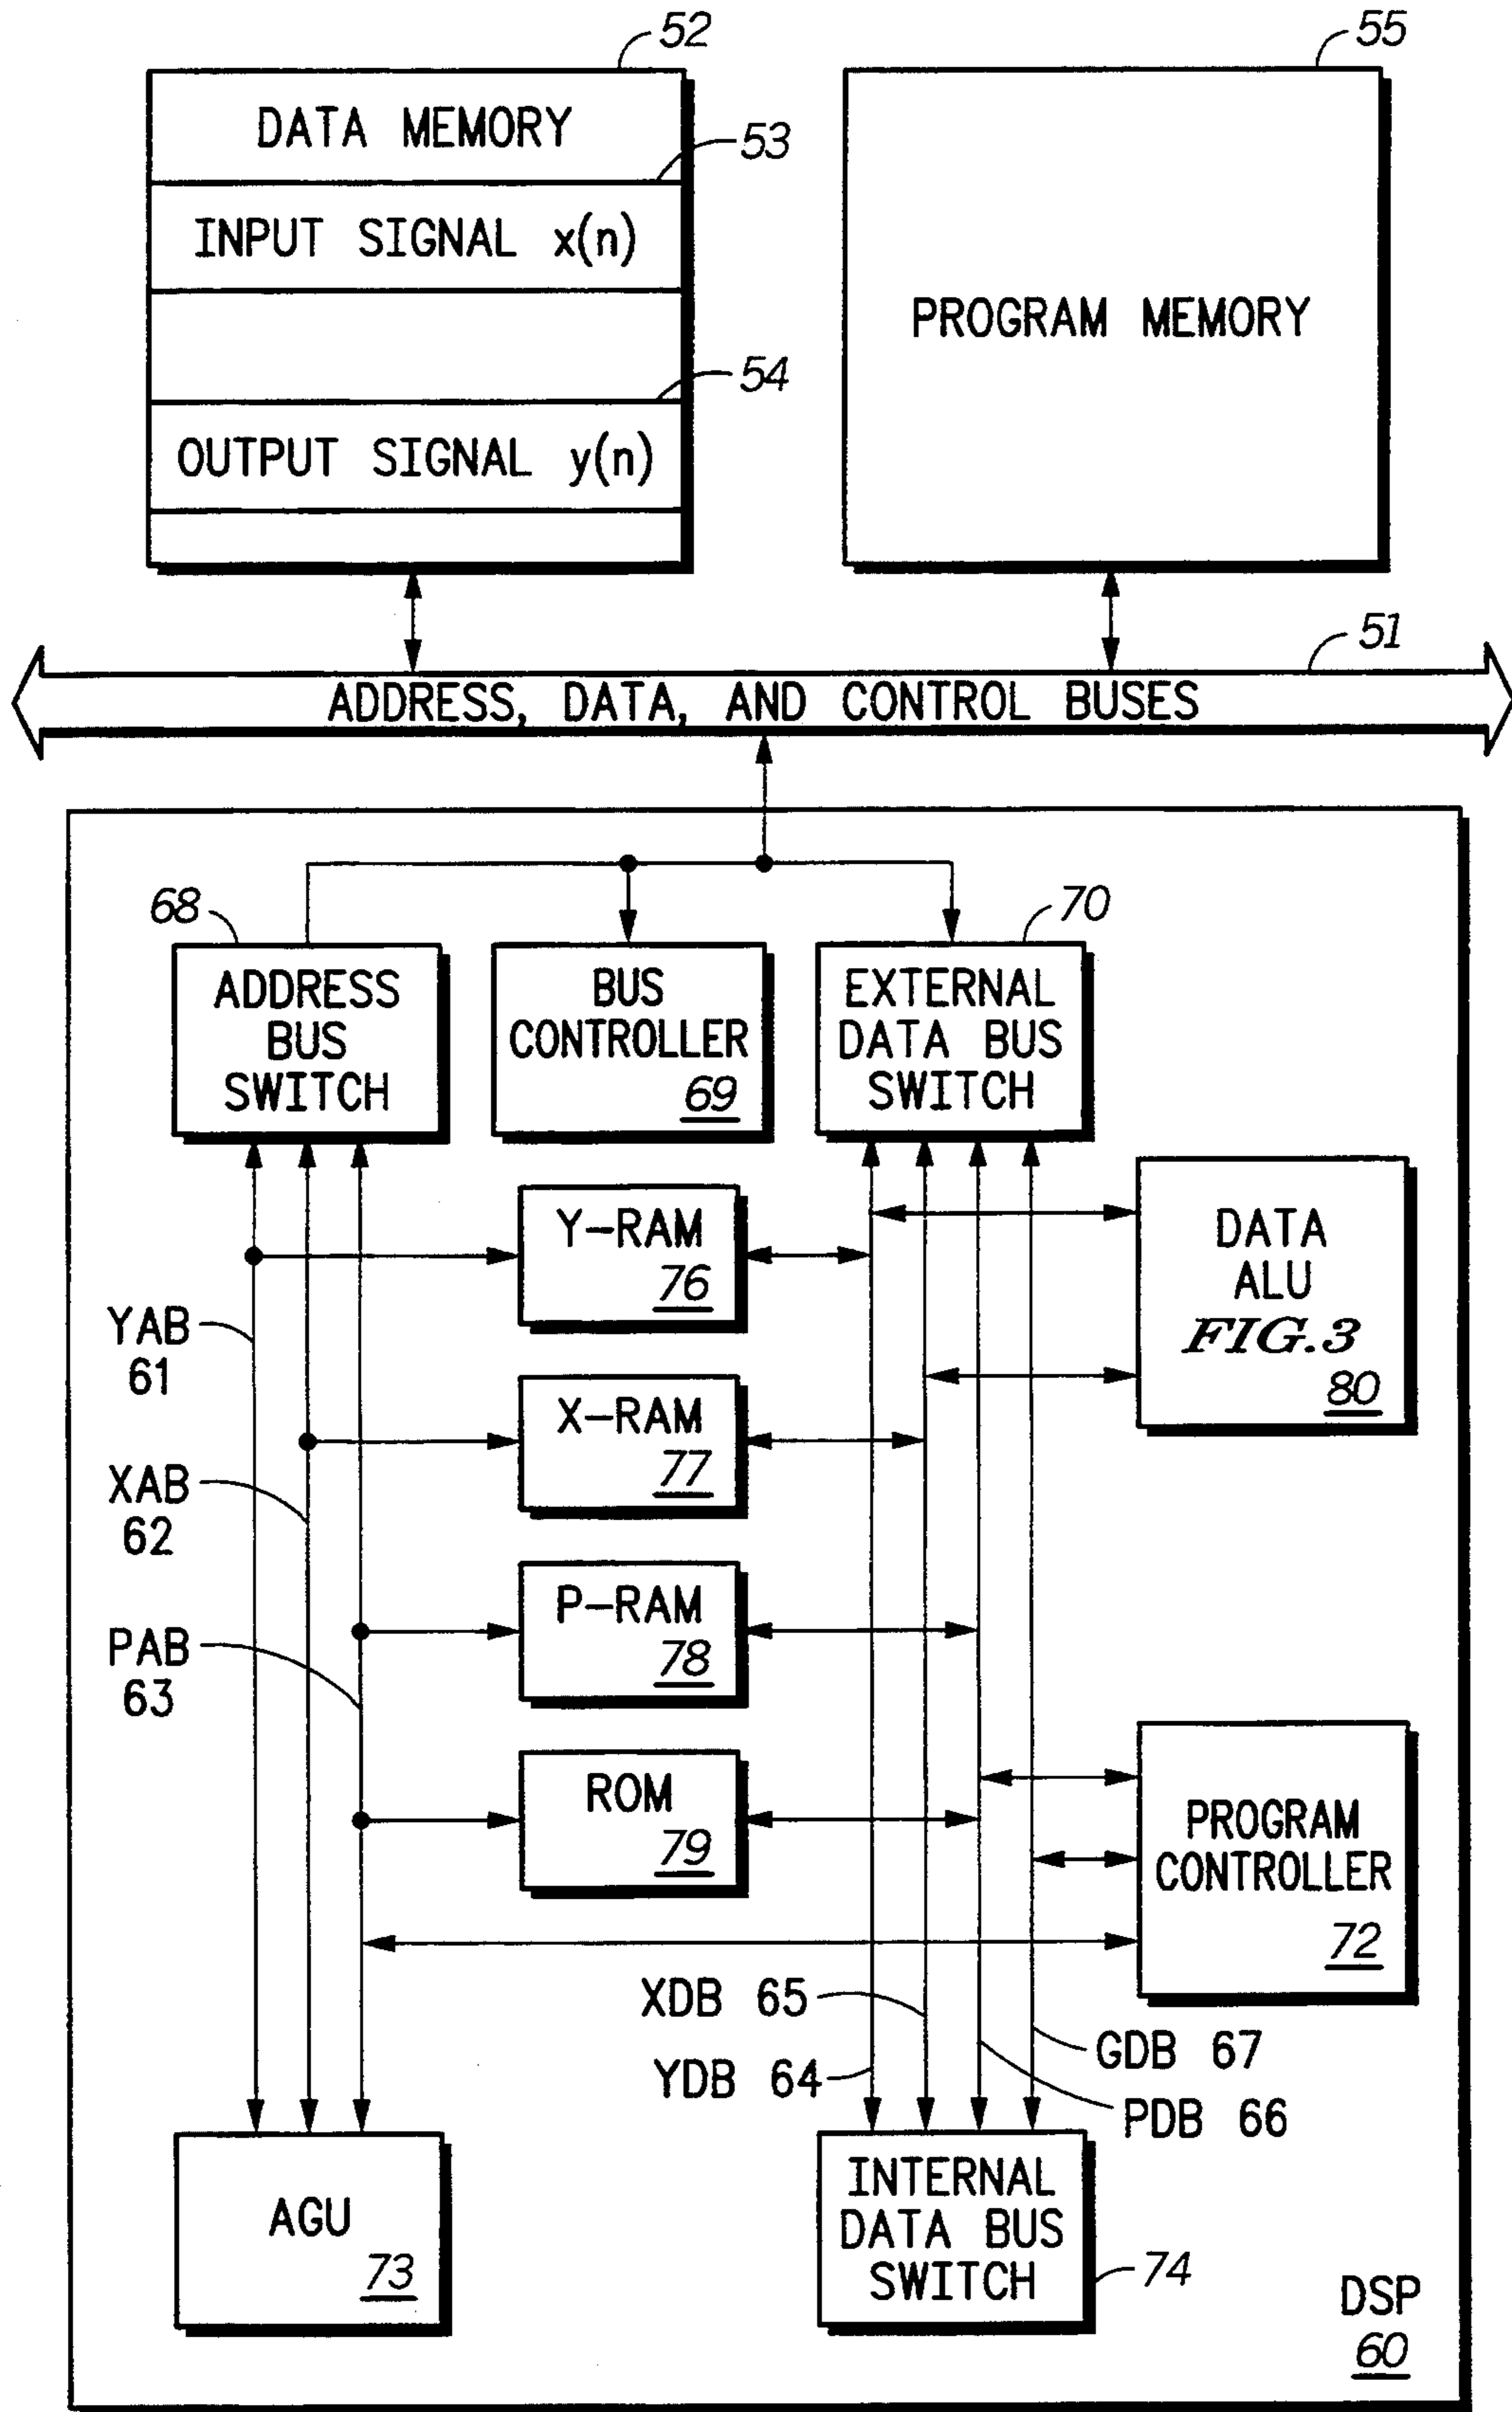 52
DATA MEMORY
53
INPUT SIGNAL x(n)
54
OUTPUT SIGNAL y(n)
55
PROGRAM MEMORY
51
ADDRESS, DATA, AND CONTROL BUSES
68
ADDRESS
BUS
SWITCH
BUS
CONTROLLER
69
70
EXTERNAL
DATA BUS
SWITCH
Y-RAM
76
DATA
ALU
FIG.3
80
YAB
61
X-RAM
77
XAB
62
P-RAM
78
PAB
63
ROM
79
PROGRAM
CONTROLLER
72
XDB 65
YDB 64
GDB 67
PDB 66
AGU
73
INTERNAL
DATA BUS
SWITCH
74
DSP
60